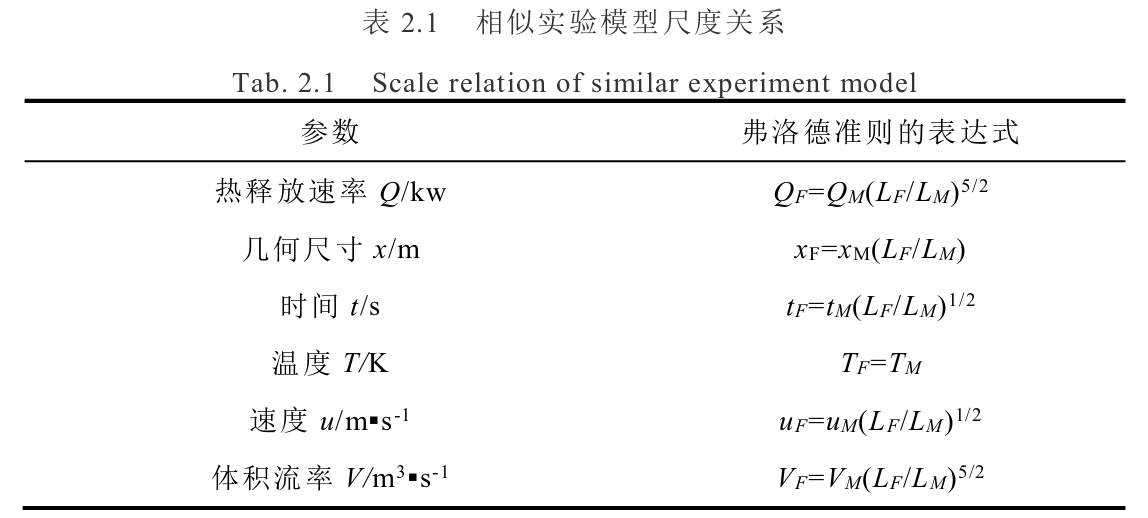 表 2.1 相似实验模型尺度关系
Tab. 2.1 Scale relation of similar experiment model
参数 弗洛德准则的表达式
热释放速率 Q/kw Q_F=Q_M(L_F/L_M)^{5/2}
几何尺寸 x/m x_F=x_M(L_F/L_M)
时间 t/s t_F=t_M(L_F/L_M)^{1/2}
温度 T/K T_F=T_M
速度 u/m▪s^{-1} u_F=u_M(L_F/L_M)^{1/2}
体积流率 V/m^3▪s^{-1} V_F=V_M(L_F/L_M)^{5/2}